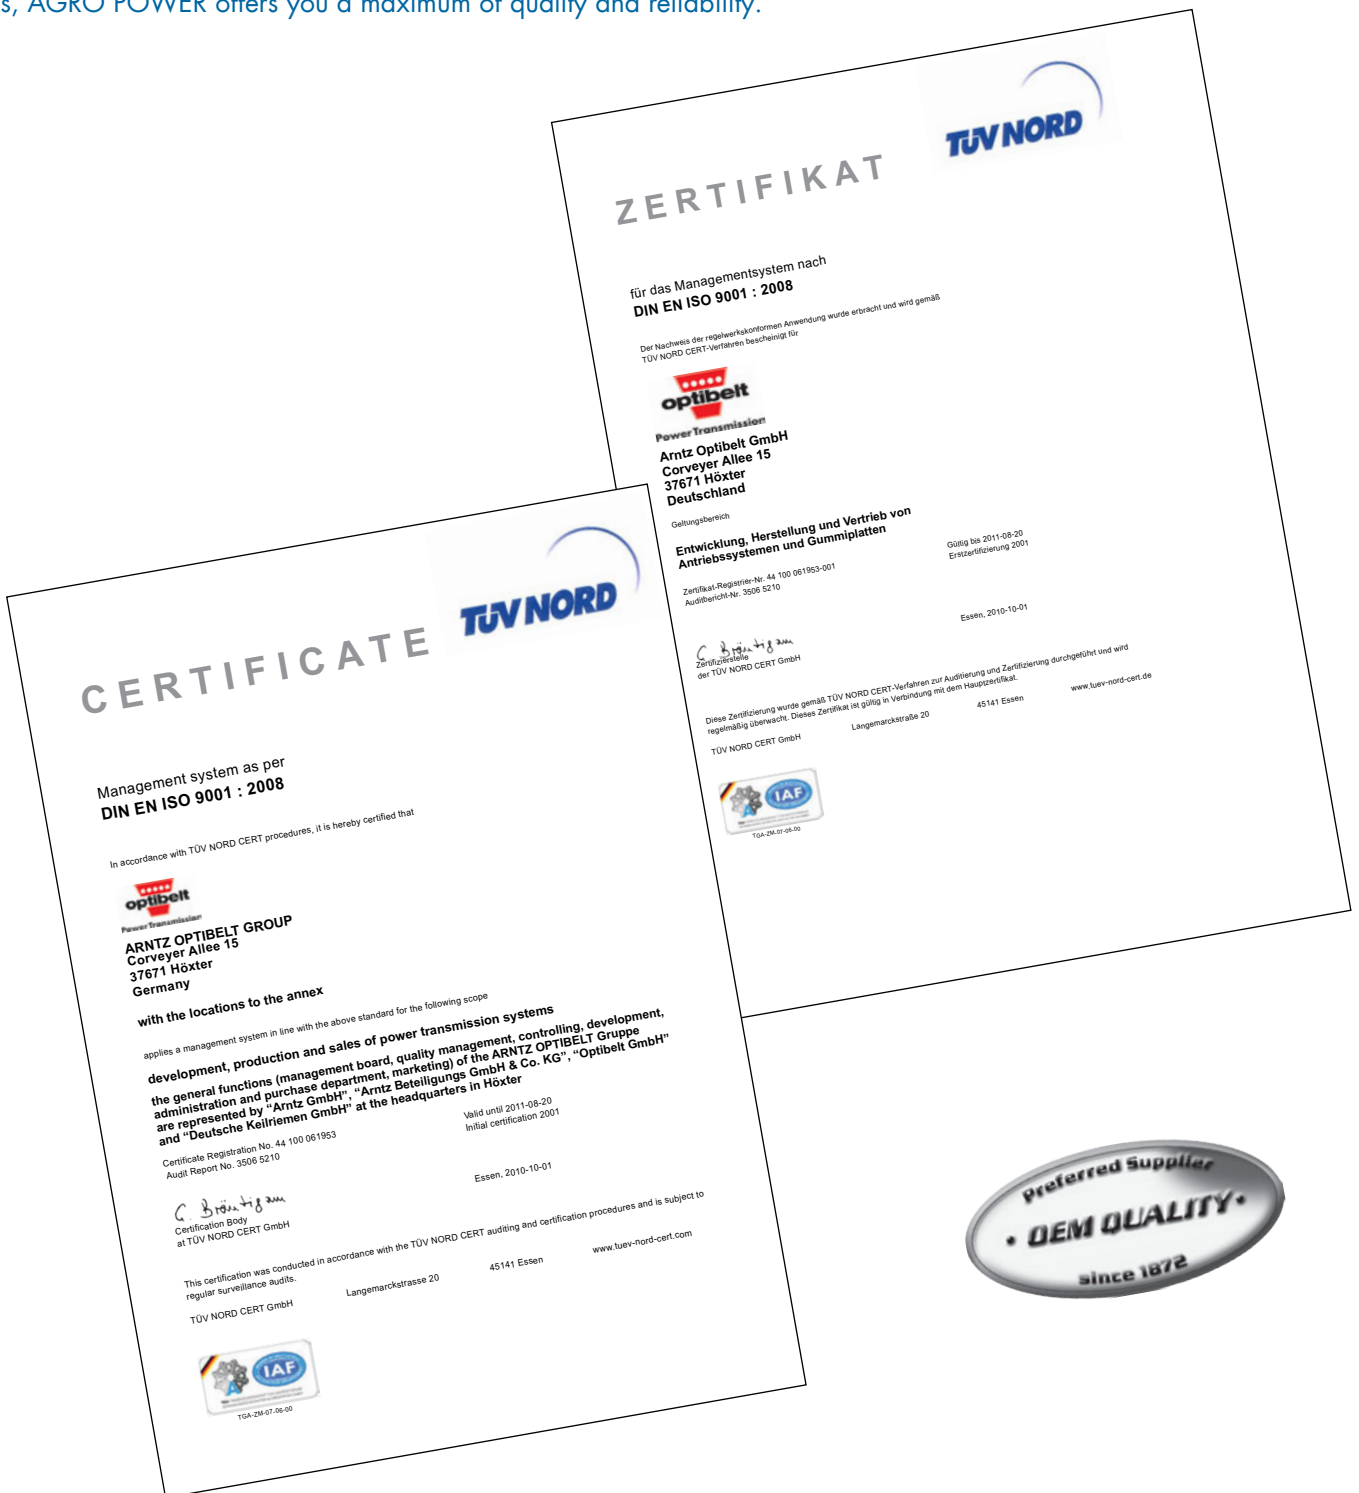 s, AGRO POWER offers you a maximum of quality and reliability.
TÜV NORD
ZERTIFIKAT
für das Managementsystem nach
DIN EN ISO 9001 : 2008
Der Nachweis der regelwerkskonformen Anwendung wurde erbracht und wird gemäß
TÜV NORD CERT-Verfahren bescheinigt für
optibelt
Power Transmission
Arntz Optibelt GmbH
Corveyer Allee 15
37671 Höxter
Deutschland
Geltungsbereich
Entwicklung, Herstellung und Vertrieb von
Antriebssystemen und Gummiplatten
Zertifikat-Registrier-Nr. 44 100 061953-001
Auditbericht-Nr. 3506 5210
Gültig bis 2011-08-20
Erstzertifizierung 2001
Essen, 2010-10-01
G. Bräutigam
Zertifizierstelle
der TÜV NORD CERT GmbH
Diese Zertifizierung wurde gemäß TÜV NORD CERT-Verfahren zur Auditierung und Zertifizierung durchgeführt und wird
regelmäßig überwacht. Dieses Zertifikat ist gültig in Verbindung mit dem Hauptzertifikat.
TÜV NORD CERT GmbH Langemarckstraße 20 45141 Essen www.tuev-nord-cert.de
IAF
TGA-ZM-07-06-00
TÜV NORD
CERTIFICATE
Management system as per
DIN EN ISO 9001 : 2008
In accordance with TÜV NORD CERT procedures, it is hereby certified that
optibelt
Power Transmission
ARNTZ OPTIBELT GROUP
Corveyer Allee 15
37671 Höxter
Germany
with the locations to the annex
applies a management system in line with the above standard for the following scope
development, production and sales of power transmission systems
the general functions (management board, quality management, controlling, development,
administration and purchase department, marketing) of the ARNTZ OPTIBELT Gruppe
are represented by “Arntz GmbH”, “Arntz Beteiligungs GmbH & Co. KG”, “Optibelt GmbH”
and “Deutsche Keilriemen GmbH” at the headquarters in Höxter
Certificate Registration No. 44 100 061953
Audit Report No. 3506 5210
Valid until 2011-08-20
Initial certification 2001
Essen, 2010-10-01
G. Bräutigam
Certification Body
at TÜV NORD CERT GmbH
This certification was conducted in accordance with the TÜV NORD CERT auditing and certification procedures and is subject to
regular surveillance audits.
TÜV NORD CERT GmbH Langemarckstrasse 20 45141 Essen www.tuev-nord-cert.com
IAF
TGA-ZM-07-06-00
Preferred Supplier
• OEM QUALITY •
since 1872